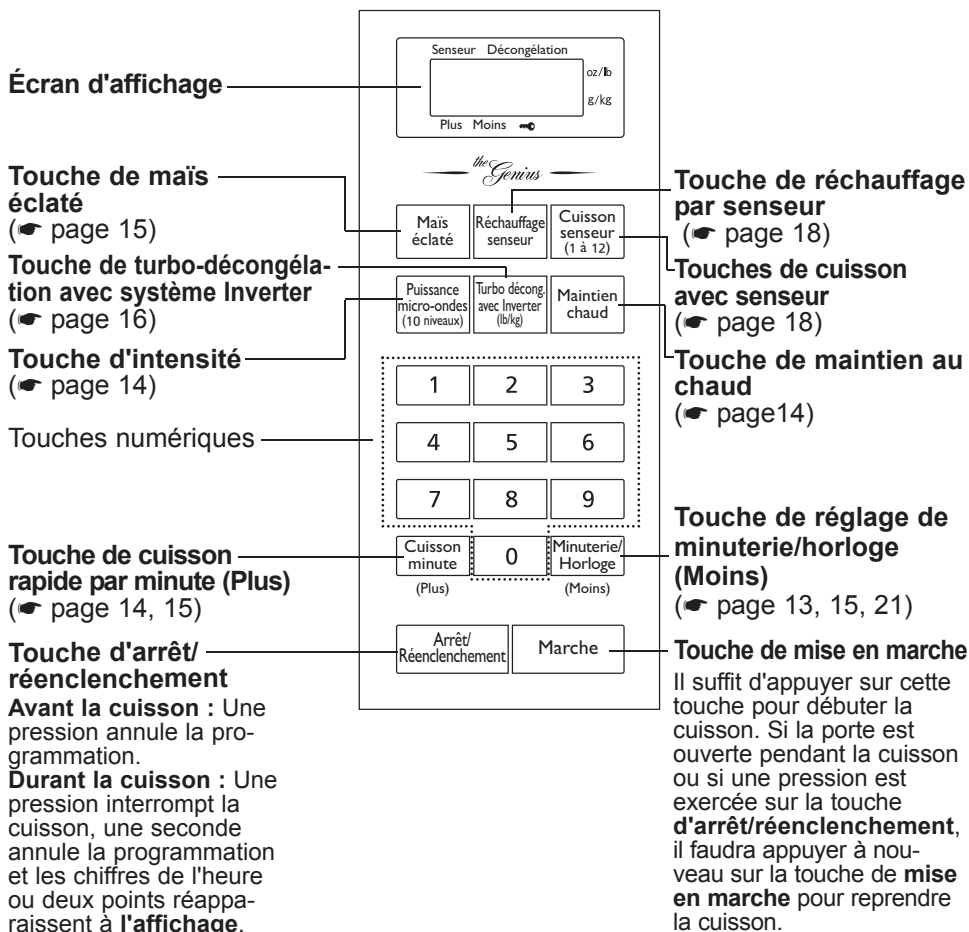 Écran d'affichage
Touche de maïs
éclaté
(☛ page 15)
Touche de turbo-décongéla-
tion avec système Inverter
(☛ page 16)
Touche d'intensité
(☛ page 14)
Touches numériques
Touche de cuisson
rapide par minute (Plus)
(☛ page 14, 15)
Touche d'arrêt/
réenclenchement
Avant la cuisson : Une
pression annule la pro-
grammation.
Durant la cuisson : Une
pression interrompt la
cuisson, une seconde
annule la programmation
et les chiffres de l'heure
ou deux points réappa-
raissent à l'affichage.
Senseur Décongélation
oz/lb
g/kg
Plus Moins
the Genius
Maïs
éclaté
Réchauffage
senseur
Cuisson
senseur
(1 à 12)
Puissance
micro-ondes
(10 niveaux)
Turbo décong.
avec Inverter
(lb/kg)
Maintien
chaud
1 2 3
4 5 6
7 8 9
Cuisson
minute
(Plus)
0
Minuterie/
Horloge
(Moins)
Arrêt/
Réenclenchement
Marche
Touche de réchauffage
par senseur
(☛ page 18)
Touches de cuisson
avec senseur
(☛ page 18)
Touche de maintien au
chaud
(☛ page14)
Touche de réglage de
minuterie/horloge
(Moins)
(☛ page 13, 15, 21)
Touche de mise en marche
Il suffit d'appuyer sur cette
touche pour débuter la
cuisson. Si la porte est
ouverte pendant la cuisson
ou si une pression est
exercée sur la touche
d'arrêt/réenclenchement,
il faudra appuyer à nou-
veau sur la touche de mise
en marche pour reprendre
la cuisson.